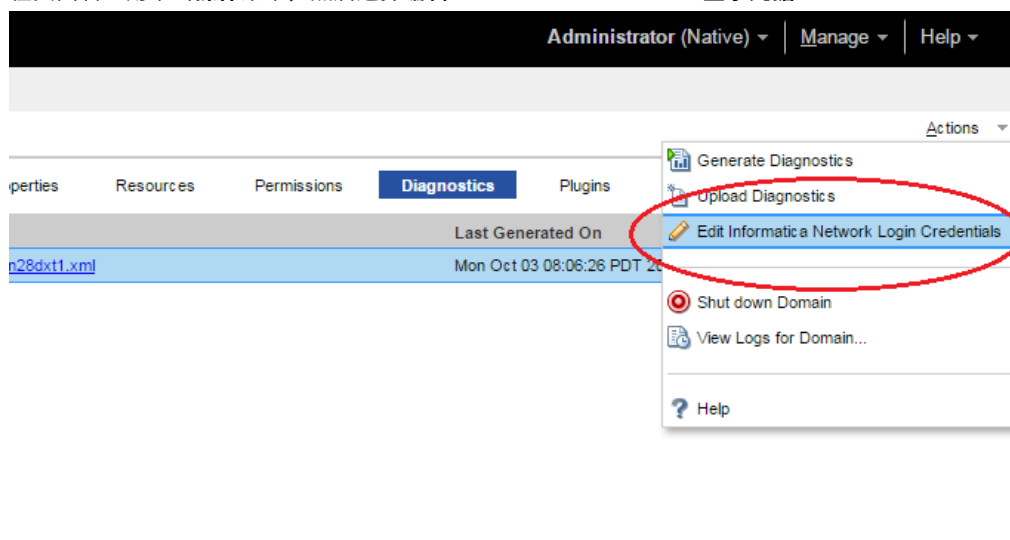 Administrator (Native) Manage Help
Actions
operties Resources Permissions Diagnostics Plugins
Generate Diagnostics
Upload Diagnostics
Last Generated On
Edit Informatica Network Login Credentials
n28dxt1.xml Mon Oct 03 08:06:26 PDT
Shut down Domain
View Logs for Domain...
Help